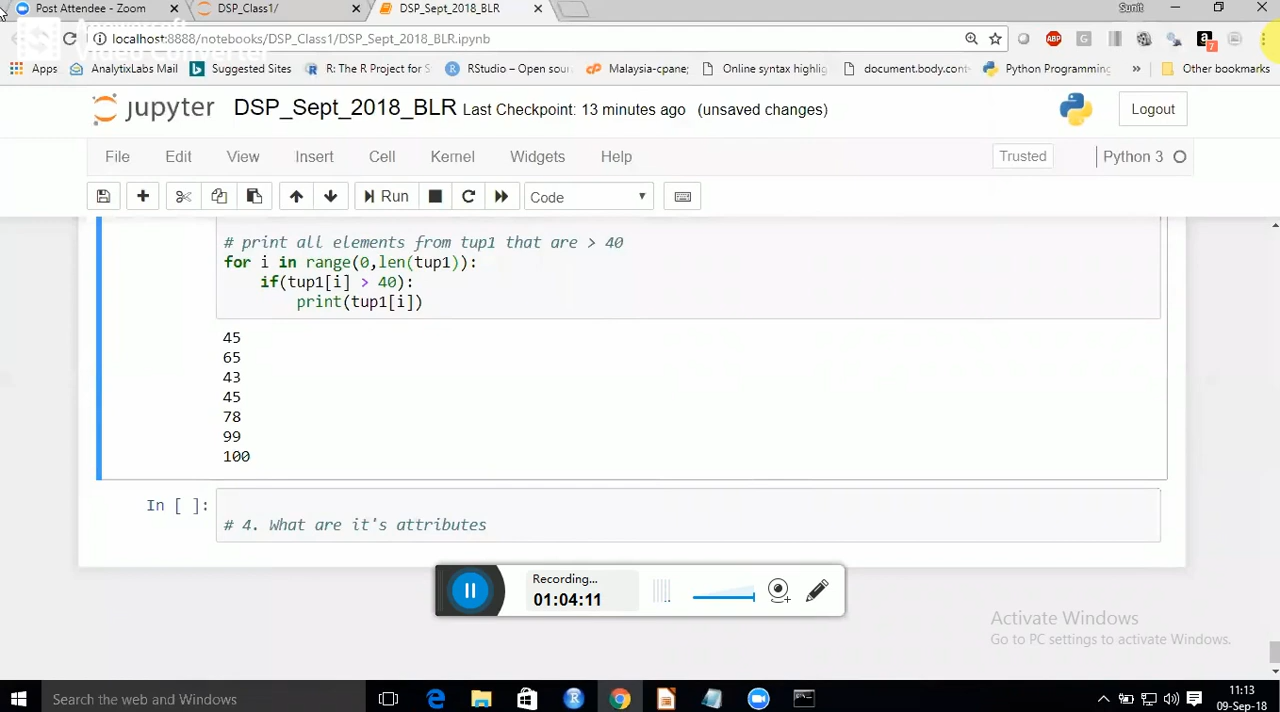 Post Attendee - Zoom
DSP_Class1/
DSP_Sept_2018_BLR
Sunit
localhost:8888/notebooks/DSP_Class1/DSP_Sept_2018_BLR.ipynb
ABP
7
Apps
AnalytixLabs Mail
Suggested Sites
R: The R Project for S
RStudio – Open sour
Malaysia-cpane;
Online syntax highlig
document.body.cont
Python Programming
»
Other bookmarks
jupyter
DSP_Sept_2018_BLR Last Checkpoint: 13 minutes ago (unsaved changes)
Logout
File Edit View Insert Cell Kernel Widgets Help
Trusted
Python 3
Run
Code
# print all elements from tup1 that are > 40
for i in range(0,len(tup1)):
if(tup1[i] > 40):
print(tup1[i])
45
65
43
45
78
99
100
In [ ]:
# 4. What are it's attributes
Recording...
01:04:11
Activate Windows
Go to PC settings to activate Windows.
Search the web and Windows
11:13
09-Sep-18